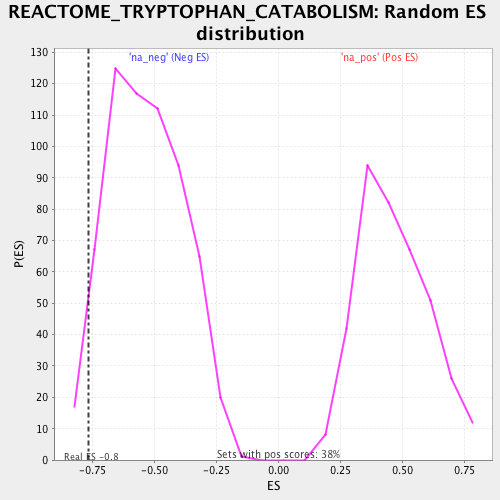 REACTOME_TRYPTOPHAN_CATABOLISM: Random ES
distribution
'na_neg' (Neg ES)
'na_pos' (Pos ES)
130
120
110
100
90
80
70
60
50
40
30
20
10
0
P(ES)
Real ES -0.8
Sets with pos scores: 38%
-0.75
-0.50
-0.25
0.00
0.25
0.50
0.75
ES